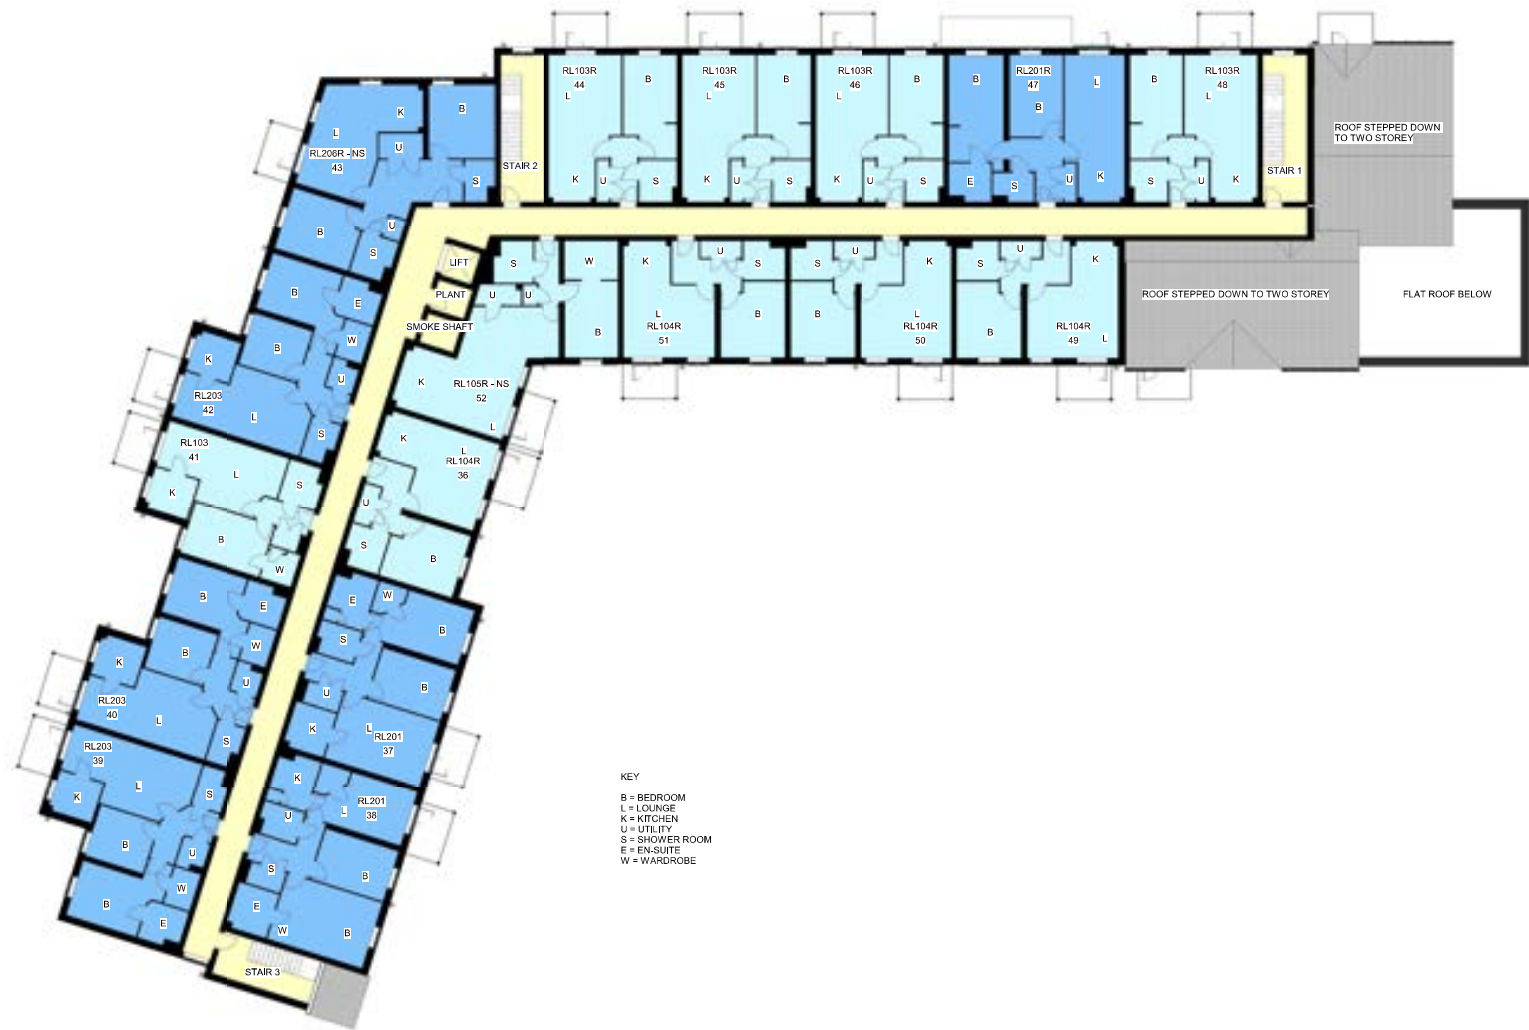 RL103R
44
L
B
K
U
S
RL103R
45
L
B
K
U
S
RL103R
46
L
B
K
U
S
B
RL201R
47
B
L
E
S
U
K
B
RL103R
48
L
S
U
K
STAIR 2
STAIR 1
ROOF STEPPED DOWN
TO TWO STOREY
ROOF STEPPED DOWN TO TWO STOREY
FLAT ROOF BELOW
K
B
L
U
RL206R - NS
43
S
B
U
S
LIFT
PLANT
SMOKE SHAFT
S
W
U
U
B
K
RL105R - NS
52
L
K
U
S
L
RL104R
51
B
S
U
K
B
L
RL104R
50
S
U
K
B
RL104R
49
L
B
E
B
W
K
U
RL203
42
L
S
RL103
41
L
S
K
B
W
K
L
RL104R
36
U
S
B
B
E
B
W
K
U
RL203
40
L
S
E
W
B
S
B
U
K
L
RL201
37
RL203
39
L
S
K
B
U
W
B
E
K
L
RL201
38
U
S
B
E
W
B
STAIR 3
KEY
B = BEDROOM
L = LOUNGE
K = KITCHEN
U = UTILITY
S = SHOWER ROOM
E = EN-SUITE
W = WARDROBE